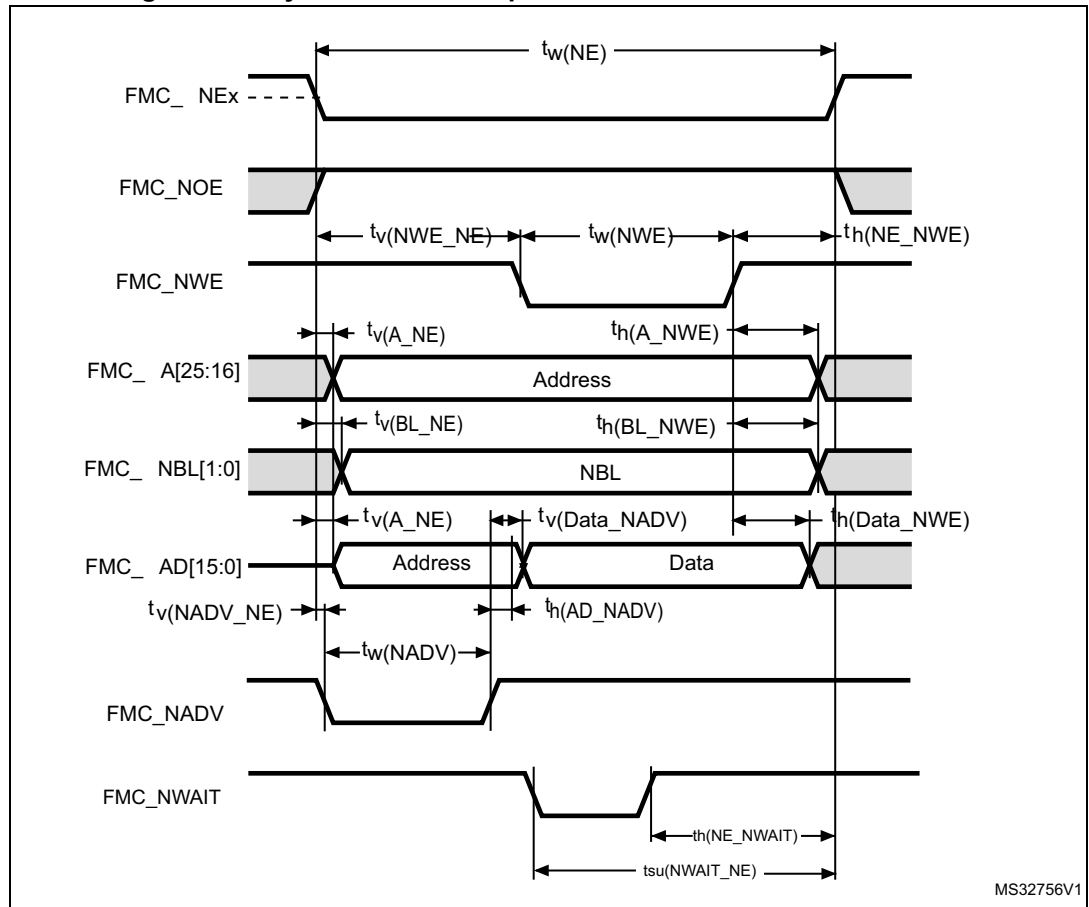 tw(NE)
FMC_ NEx
FMC_NOE
tv(NWE_NE)
tw(NWE)
th(NE_NWE)
FMC_NWE
tv(A_NE)
th(A_NWE)
FMC_ A[25:16]
Address
tv(BL_NE)
th(BL_NWE)
FMC_ NBL[1:0]
NBL
tv(A_NE)
tv(Data_NADV)
th(Data_NWE)
FMC_ AD[15:0]
Address
Data
tv(NADV_NE)
th(AD_NADV)
tw(NADV)
FMC_NADV
FMC_NWAIT
th(NE_NWAIT)
tsu(NWAIT_NE)
MS32756V1